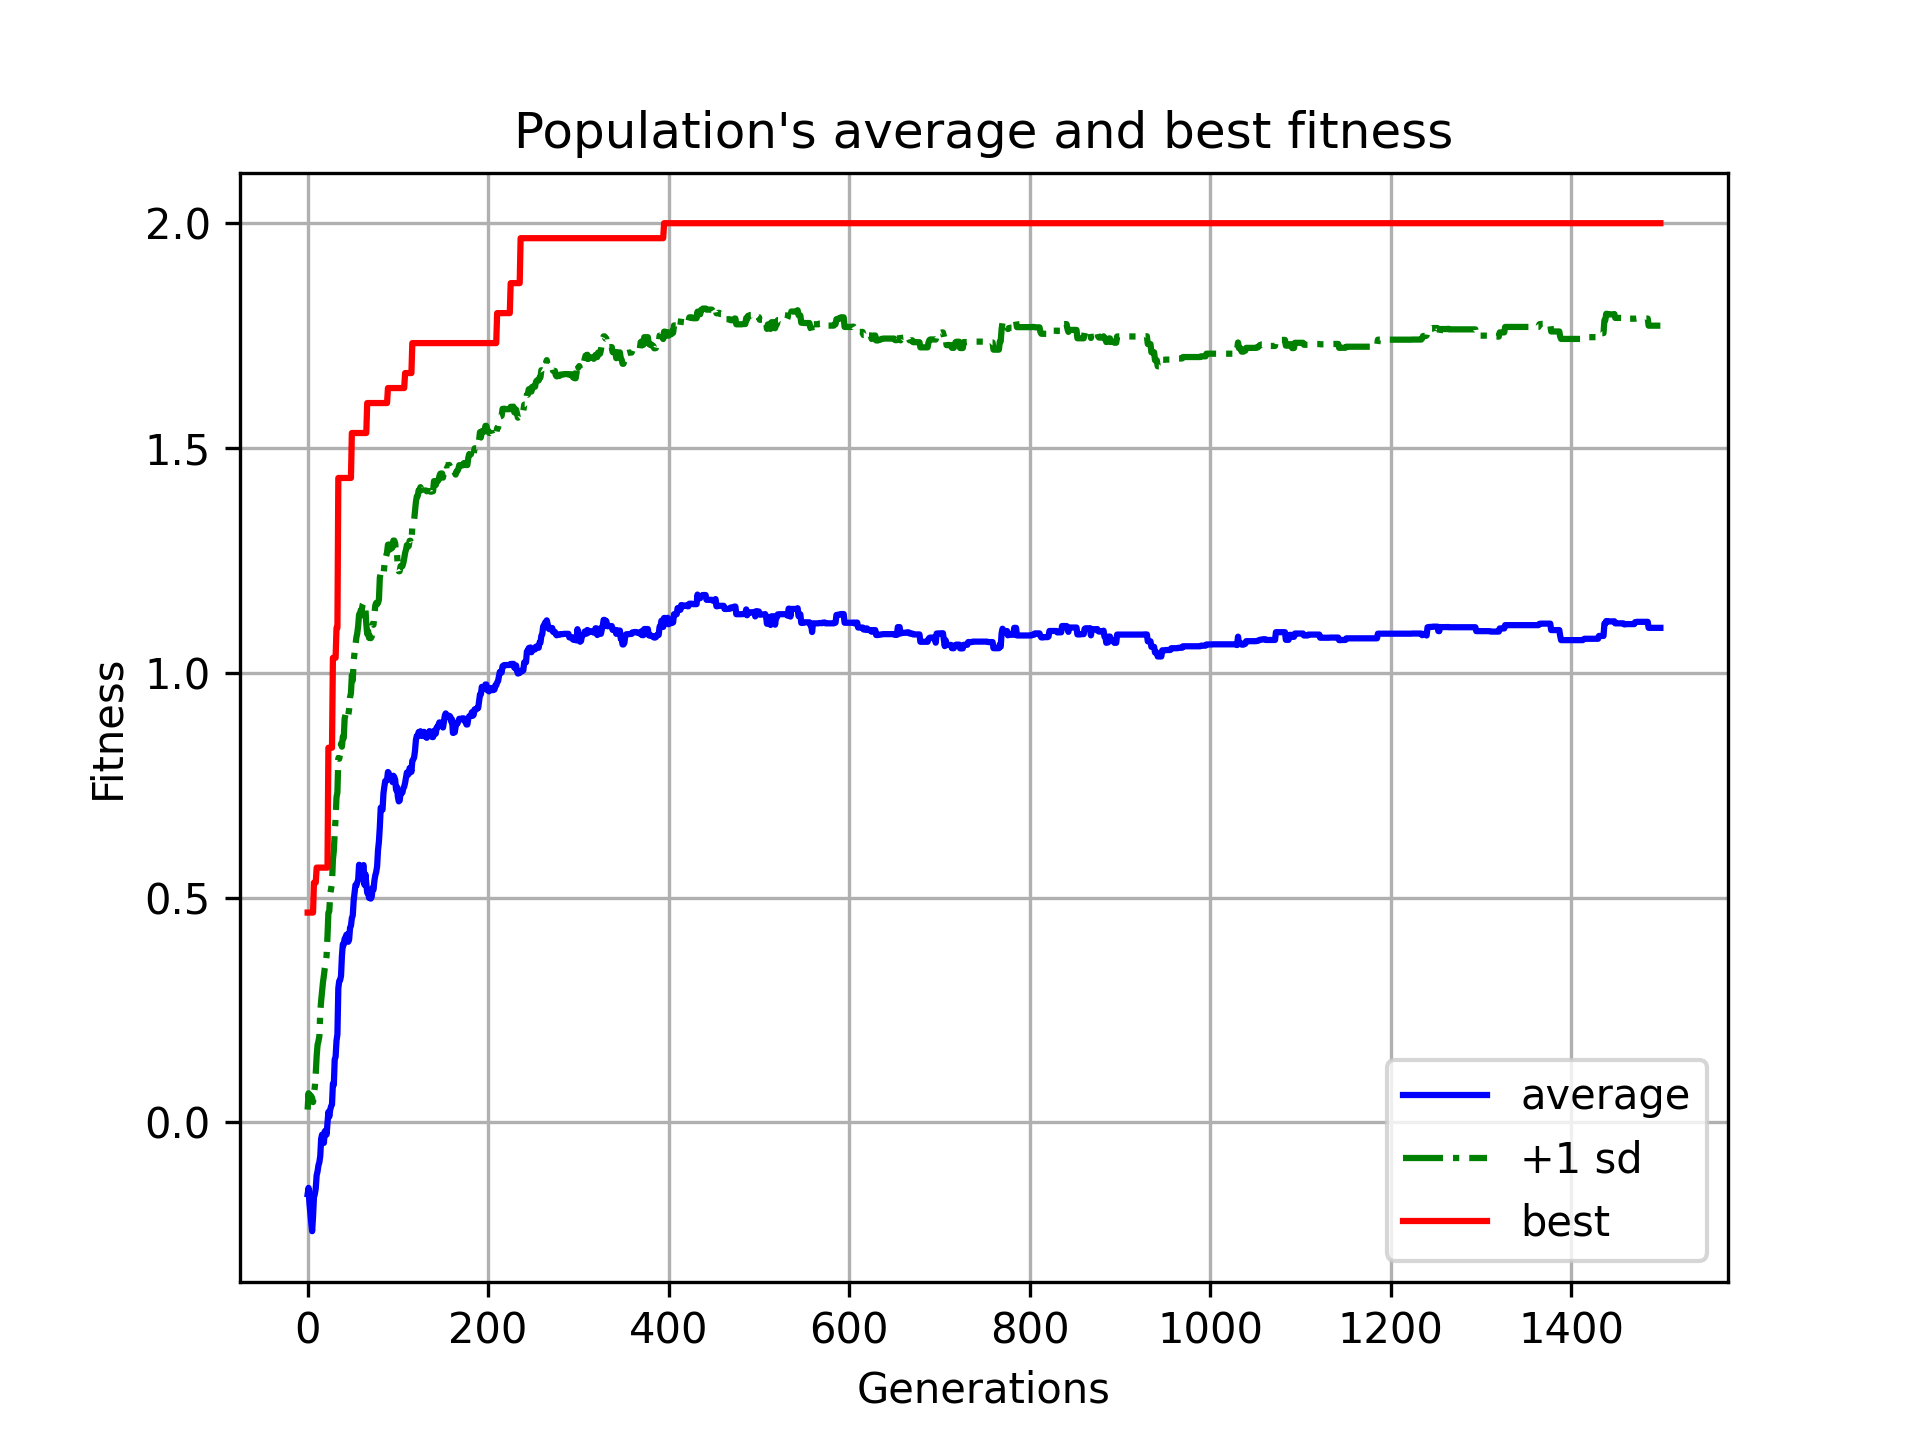 Population's average and best fitness
2.0
1.5
1.0
0.5
0.0
Fitness
average
+1 sd
best
0 200 400 600 800 1000 1200 1400
Generations